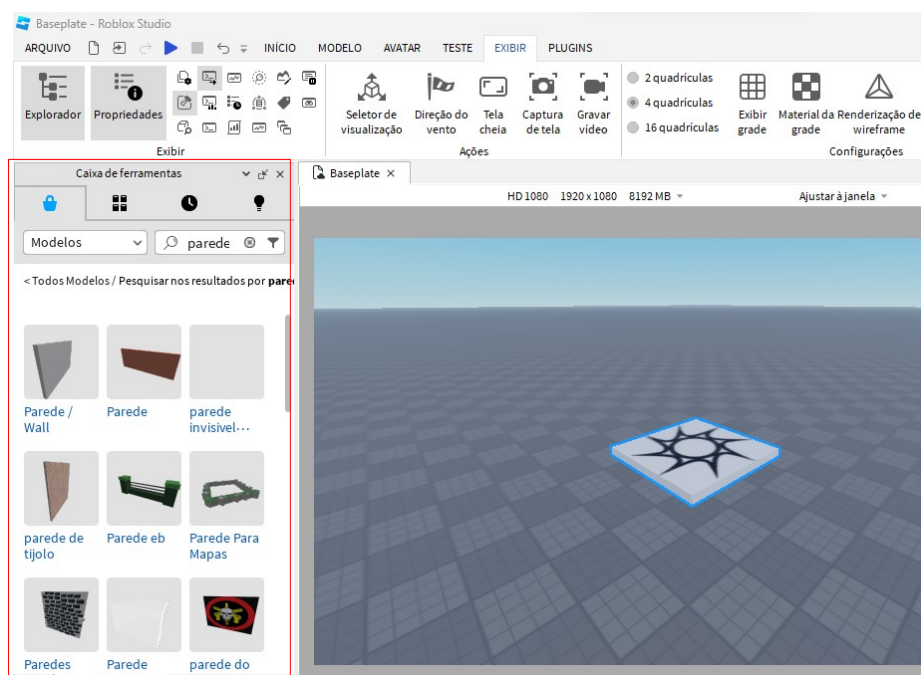 Baseplate - Roblox Studio
ARQUIVO INÍCIO MODELO AVATAR TESTE EXIBIR PLUGINS
Explorador
Propriedades
Exibir
Seletor de
visualização
Direção do
vento
Tela
cheia
Captura
de tela
Gravar
vídeo
Ações
2 quadrículas
4 quadrículas
16 quadrículas
Exibir
grade
Material da
grade
Renderização de
wireframe
Configurações
Caixa de ferramentas
Modelos
parede
< Todos Modelos / Pesquisar nos resultados por pare
Parede /
Wall
Parede
parede
invisivel...
parede de
tijolo
Parede eb
Parede Para
Mapas
Paredes
Parede
parede do
Baseplate
HD 1080 1920 x 1080 8192 MB Ajustar à janela